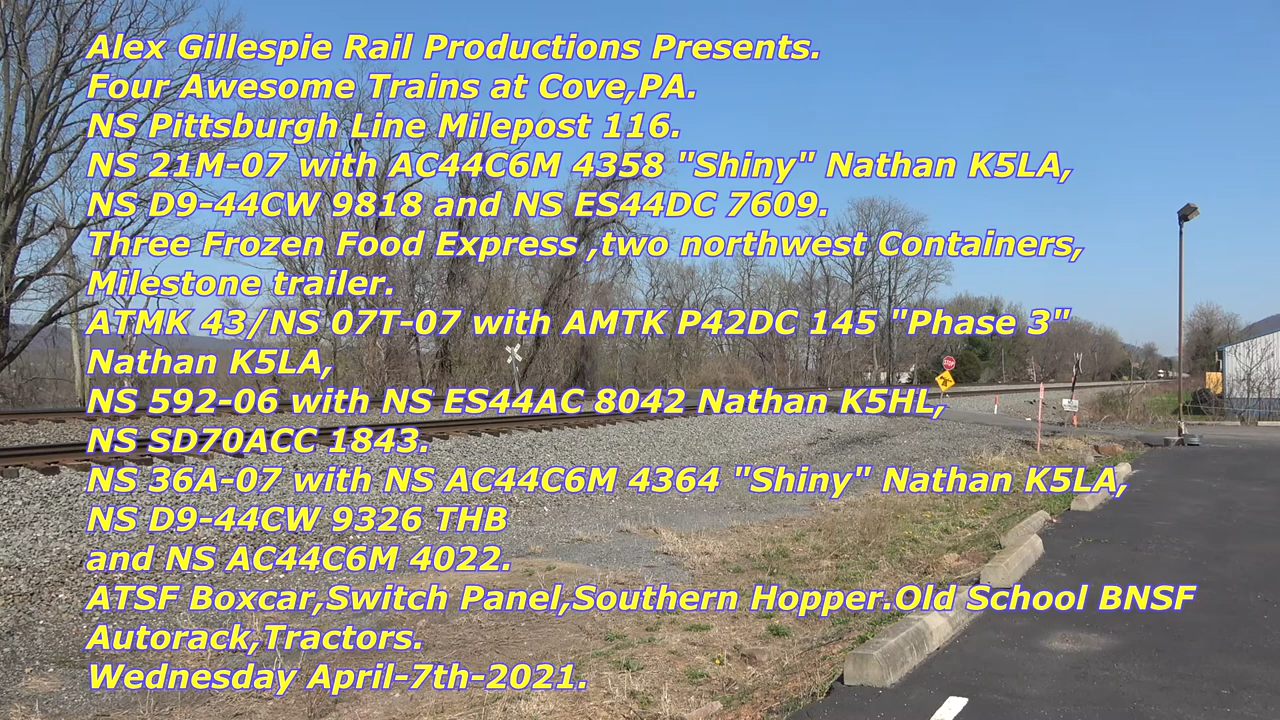 Alex Gillespie Rail Productions Presents.
Four Awesome Trains at Cove,PA.
NS Pittsburgh Line Milepost 116.
NS 21M-07 with AC44C6M 4358 "Shiny" Nathan K5LA,
NS D9-44CW 9818 and NS ES44DC 7609.
Three Frozen Food Express ,two northwest Containers,
Milestone trailer.
ATMK 43/NS 07T-07 with AMTK P42DC 145 "Phase 3"
Nathan K5LA,
NS 592-06 with NS ES44AC 8042 Nathan K5HL,
NS SD70ACC 1843.
NS 36A-07 with NS AC44C6M 4364 "Shiny" Nathan K5LA,
NS D9-44CW 9326 THB
and NS AC44C6M 4022.
ATSF Boxcar,Switch Panel,Southern Hopper.Old School BNSF
Autorack,Tractors.
Wednesday April-7th-2021.
STOP